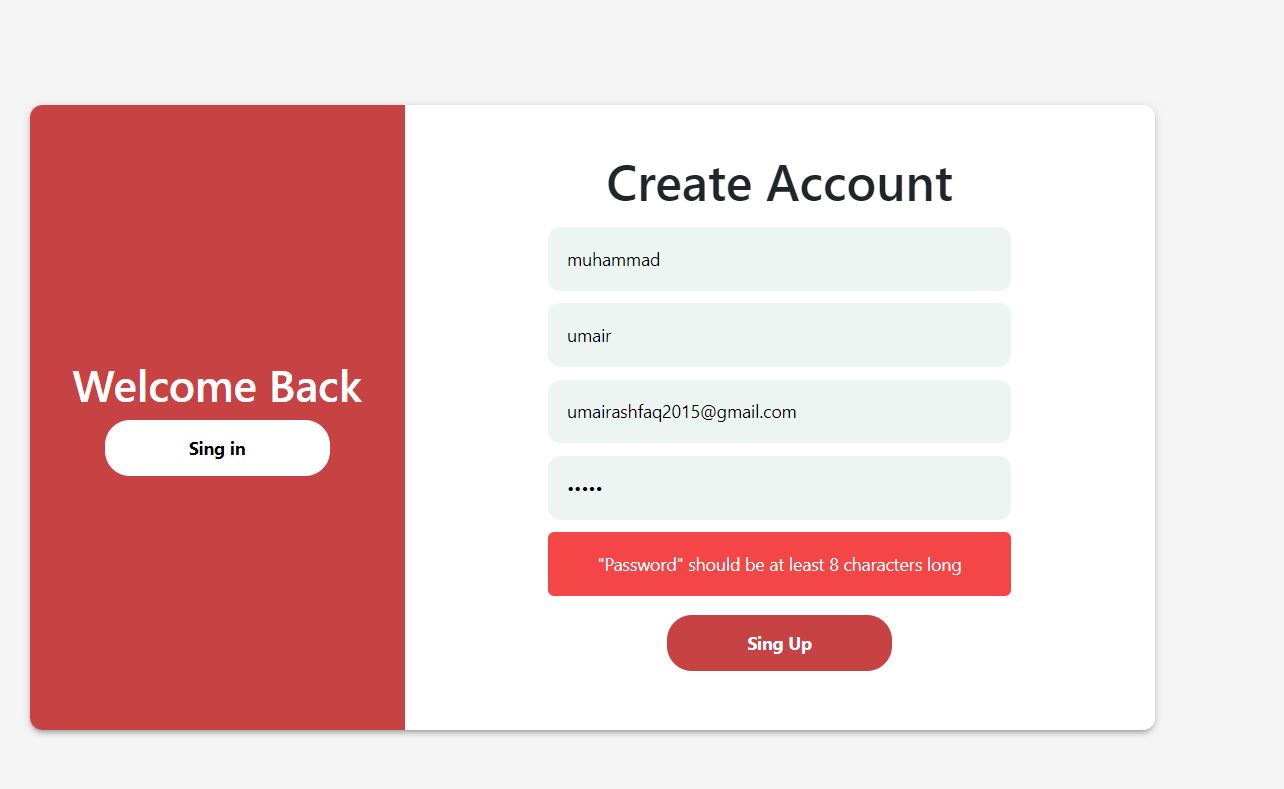 Welcome Back
Sing in
Create Account
muhammad
umair
umairashfaq2015@gmail.com
•••••
"Password" should be at least 8 characters long
Sing Up